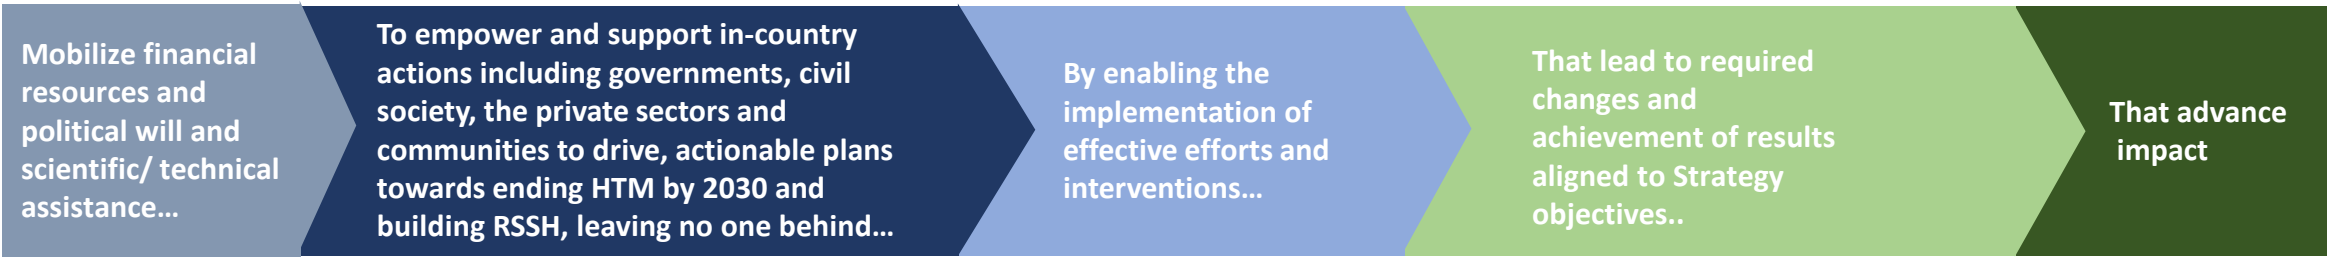 Mobilize financial
resources and
political will and
scientific/ technical
assistance…
To empower and support in-country
actions including governments, civil
society, the private sectors and
communities to drive, actionable plans
towards ending HTM by 2030 and
building RSSH, leaving no one behind…
By enabling the
implementation of
effective efforts and
interventions…
That lead to required
changes and
achievement of results
aligned to Strategy
objectives..
That advance
impact